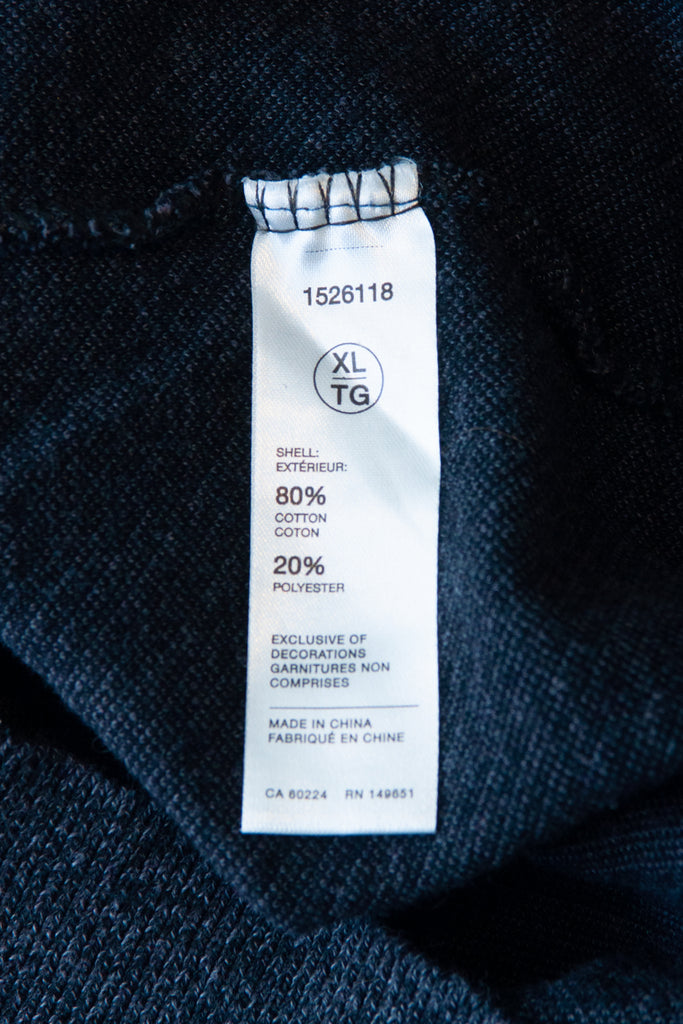 1526118
XL
TG
SHELL:
EXTÉRIEUR:
80%
COTTON
COTON
20%
POLYESTER
EXCLUSIVE OF
DECORATIONS
GARNITURES NON
COMPRISES
MADE IN CHINA
FABRIQUÉ EN CHINE
CA 60224 RN 149651